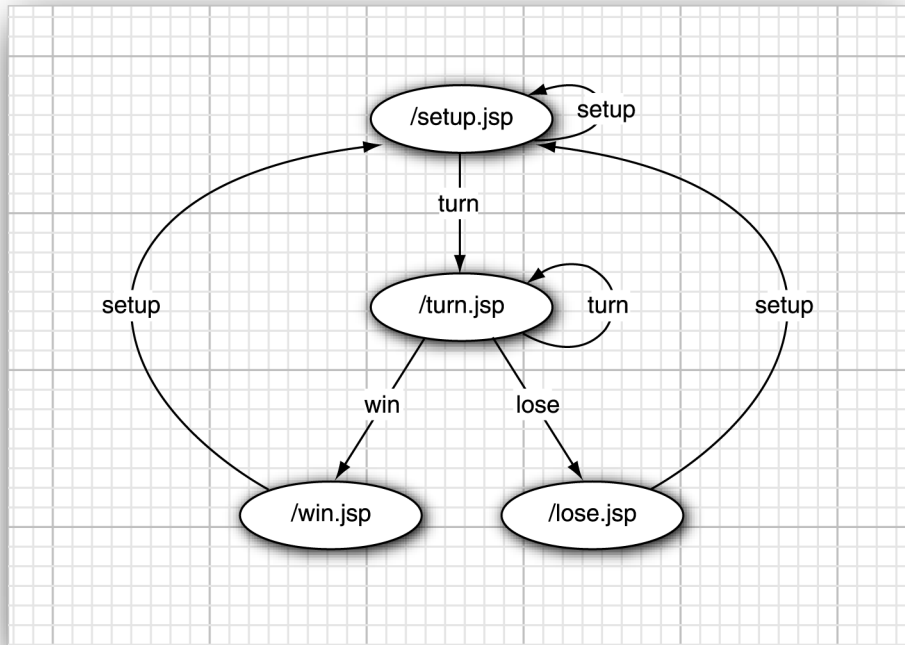 /setup.jsp
setup
turn
setup
/turn.jsp
turn
setup
win
lose
/win.jsp
/lose.jsp